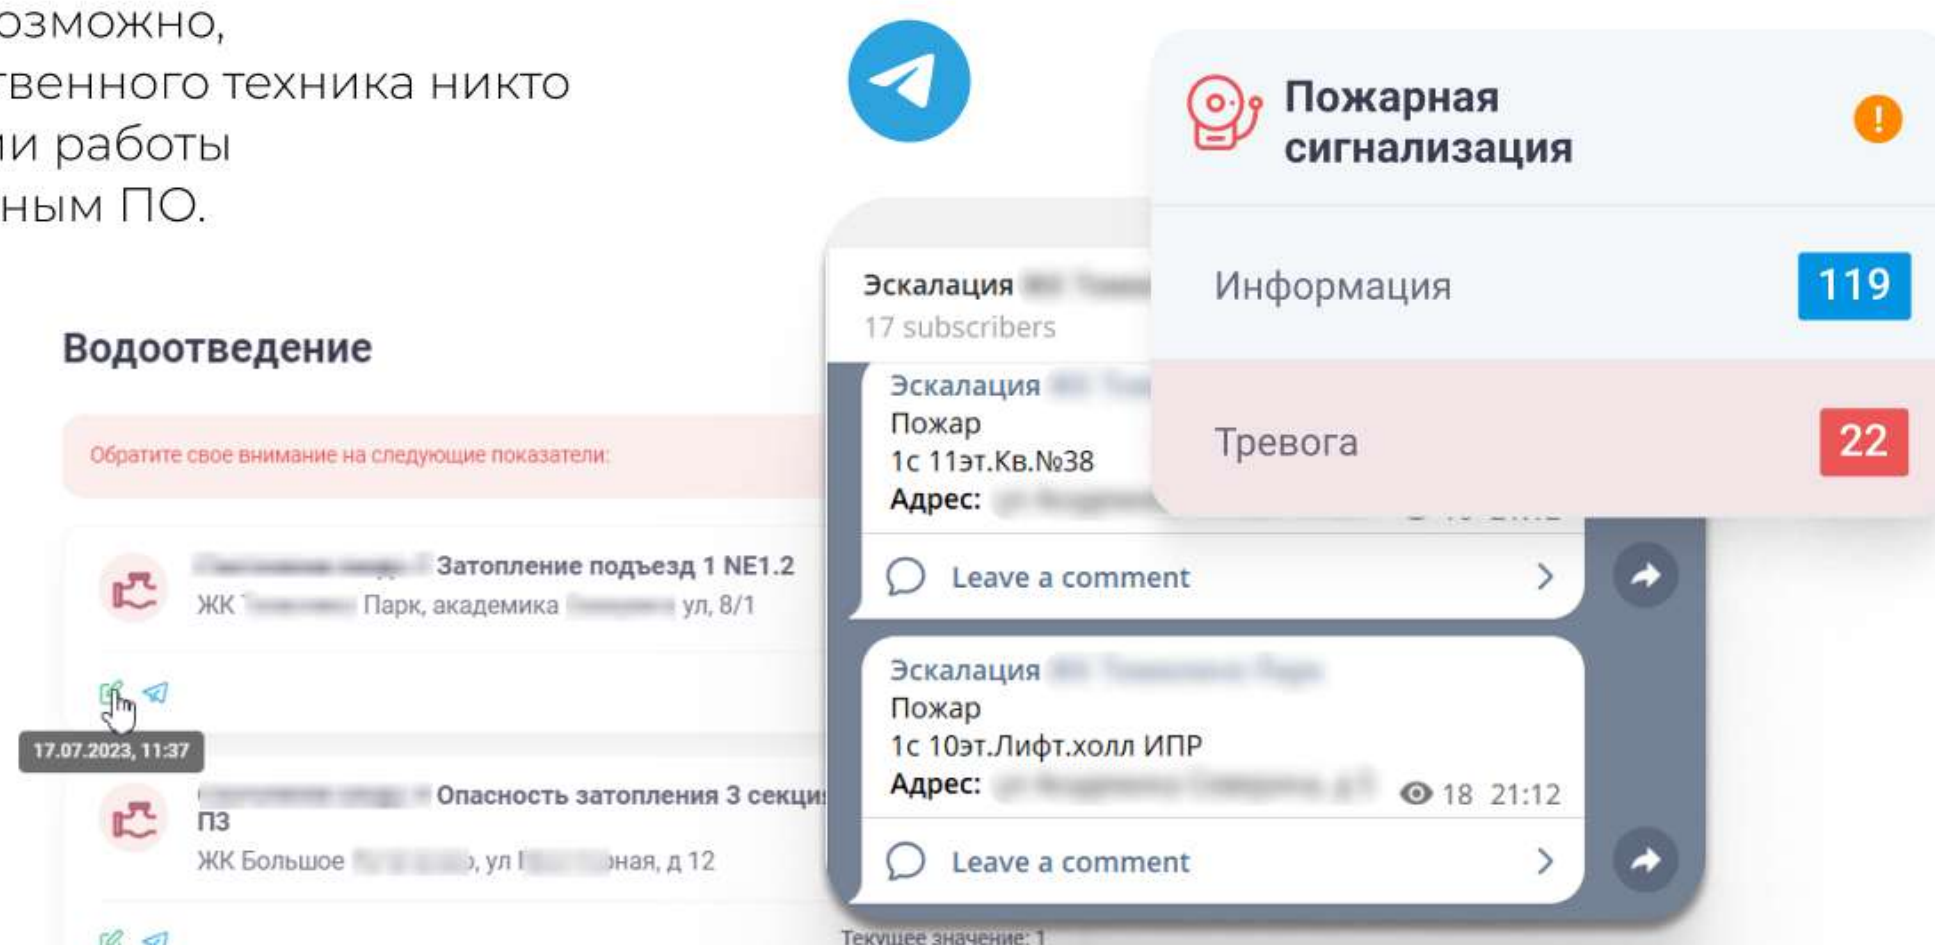 озможно,
твенного техника никто
ии работы
ным ПО.
Водоотведение
Обратите свое внимание на следующие показатели:
Затопление подъезд 1 NE1.2
ЖК Парк, академика ул, 8/1
17.07.2023, 11:37
Опасность затопления 3 секци
П3
ЖК Большое , ул ная, д 12
Пожарная
сигнализация
!
Информация
119
Тревога
22
Эскалация
17 subscribers
Эскалация
Пожар
1с 11эт.Кв.№38
Адрес:
Leave a comment
Эскалация
Пожар
1с 10эт.Лифт.холл ИПР
Адрес:
18 21:12
Leave a comment
Текущее значение: 1